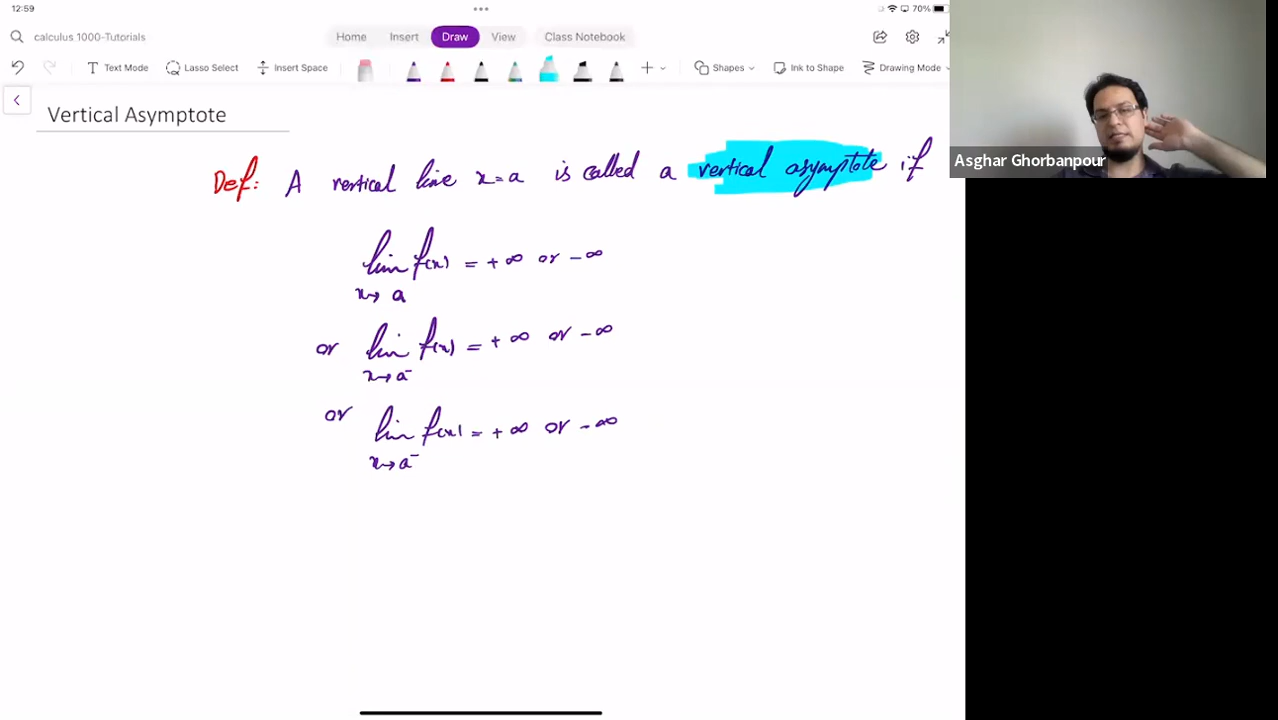 12:59
70%
calculus 1000-Tutorials
Home Insert Draw View Class Notebook
Text Mode Lasso Select Insert Space Shapes Ink to Shape Drawing Mode
Vertical Asymptote
Asghar Ghorbanpour
Def: A vertical line x=a is called a vertical asymptote if
lim f(x) = +∞ or -∞
x→ a
or lim f(x) = +∞ or -∞
x→a⁻
or lim f(x) = +∞ or -∞
x→a⁻